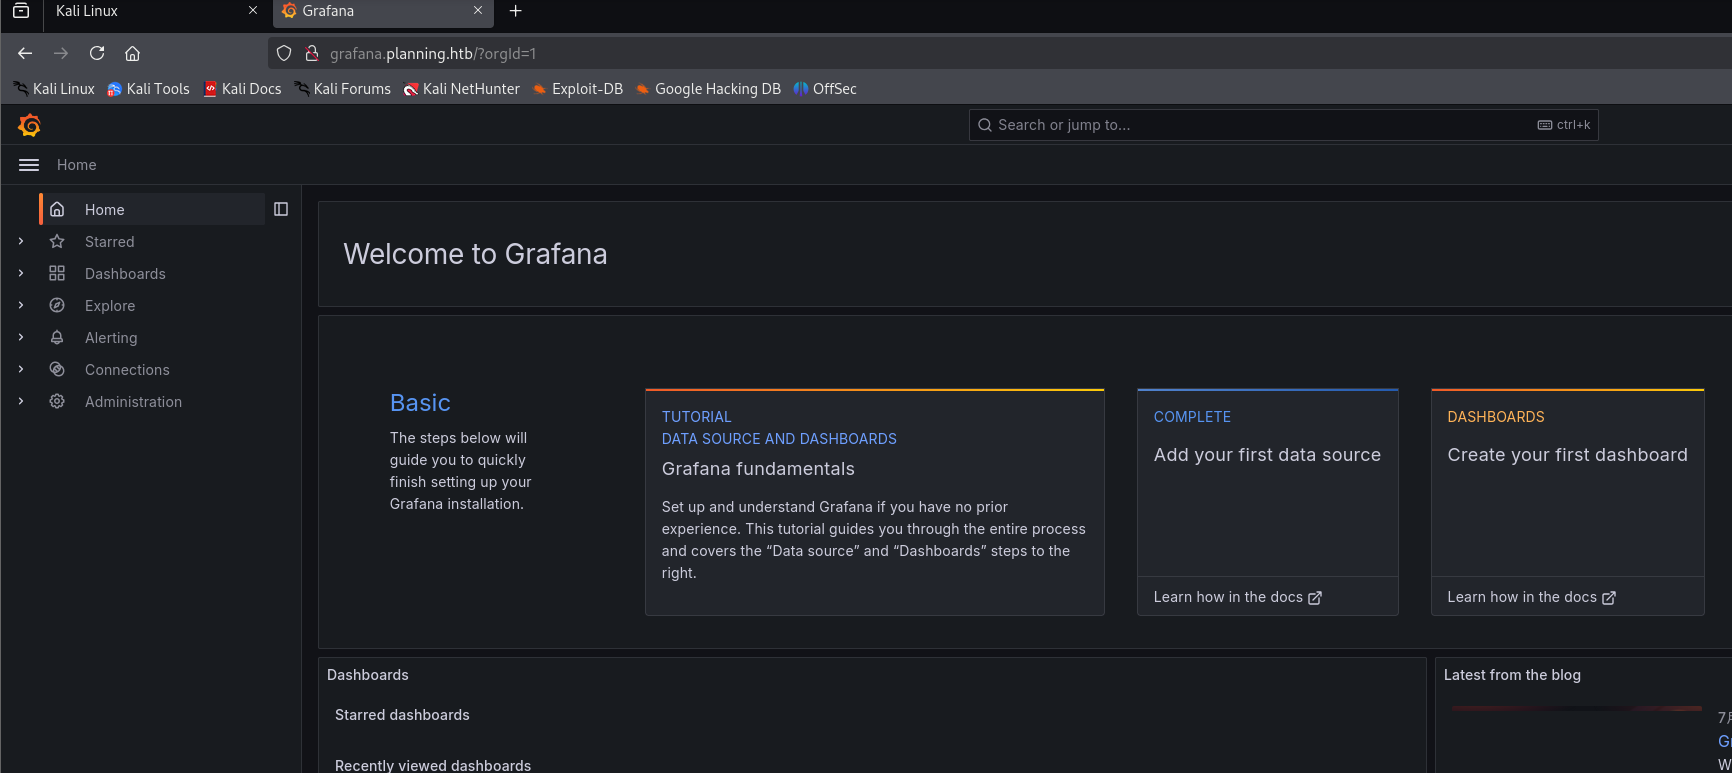 Kali Linux
Grafana
grafana.planning.htb/?orgId=1
Kali Linux Kali Tools Kali Docs Kali Forums Kali NetHunter Exploit-DB Google Hacking DB OffSec
Search or jump to...
ctrl+k
Home
Home
Starred
Dashboards
Explore
Alerting
Connections
Administration
Welcome to Grafana
Basic
The steps below will
guide you to quickly
finish setting up your
Grafana installation.
TUTORIAL
DATA SOURCE AND DASHBOARDS
Grafana fundamentals
Set up and understand Grafana if you have no prior
experience. This tutorial guides you through the entire process
and covers the “Data source” and “Dashboards” steps to the
right.
COMPLETE
Add your first data source
Learn how in the docs
DASHBOARDS
Create your first dashboard
Learn how in the docs
Dashboards
Starred dashboards
Recently viewed dashboards
Latest from the blog